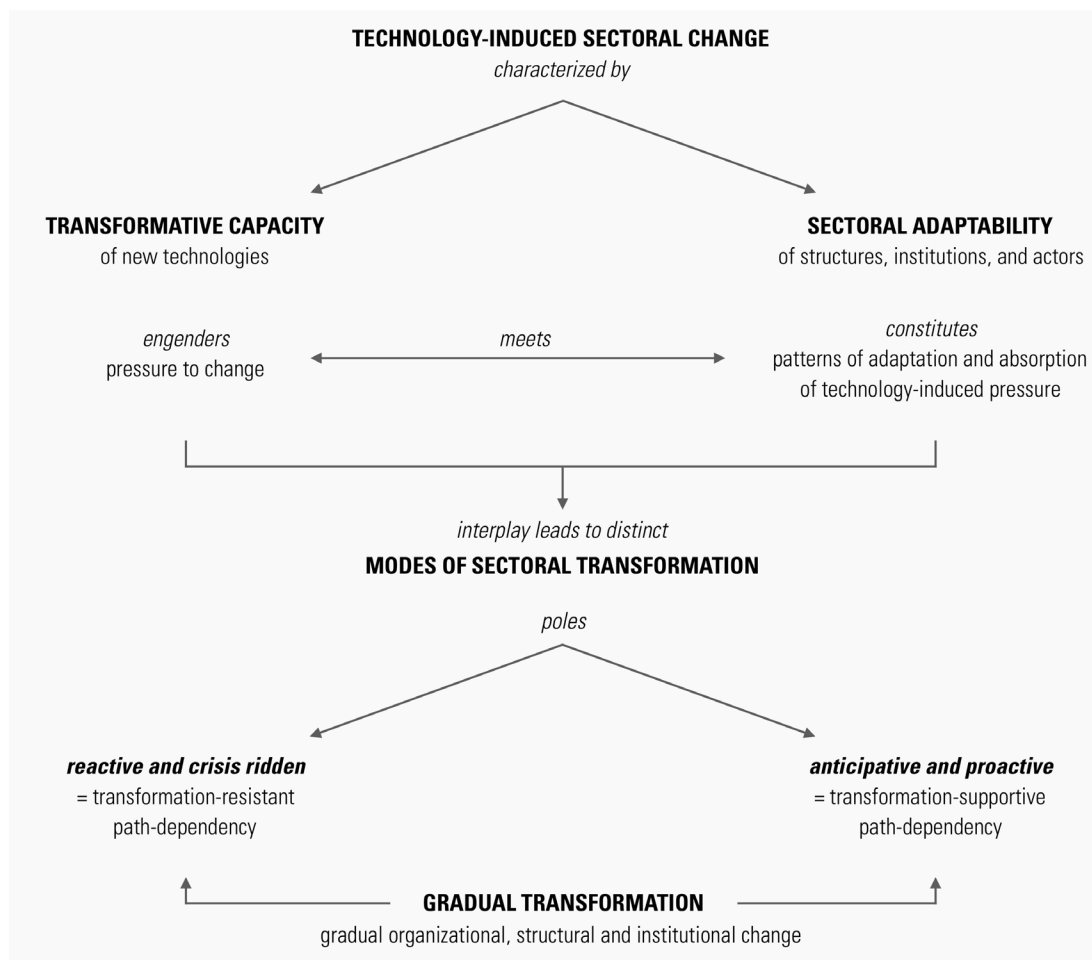 TECHNOLOGY-INDUCED SECTORAL CHANGE
characterized by
TRANSFORMATIVE CAPACITY
of new technologies
SECTORAL ADAPTABILITY
of structures, institutions, and actors
engenders
pressure to change
meets
constitutes
patterns of adaptation and absorption
of technology-induced pressure
interplay leads to distinct
MODES OF SECTORAL TRANSFORMATION
poles
reactive and crisis ridden
= transformation-resistant
path-dependency
anticipative and proactive
= transformation-supportive
path-dependency
GRADUAL TRANSFORMATION
gradual organizational, structural and institutional change